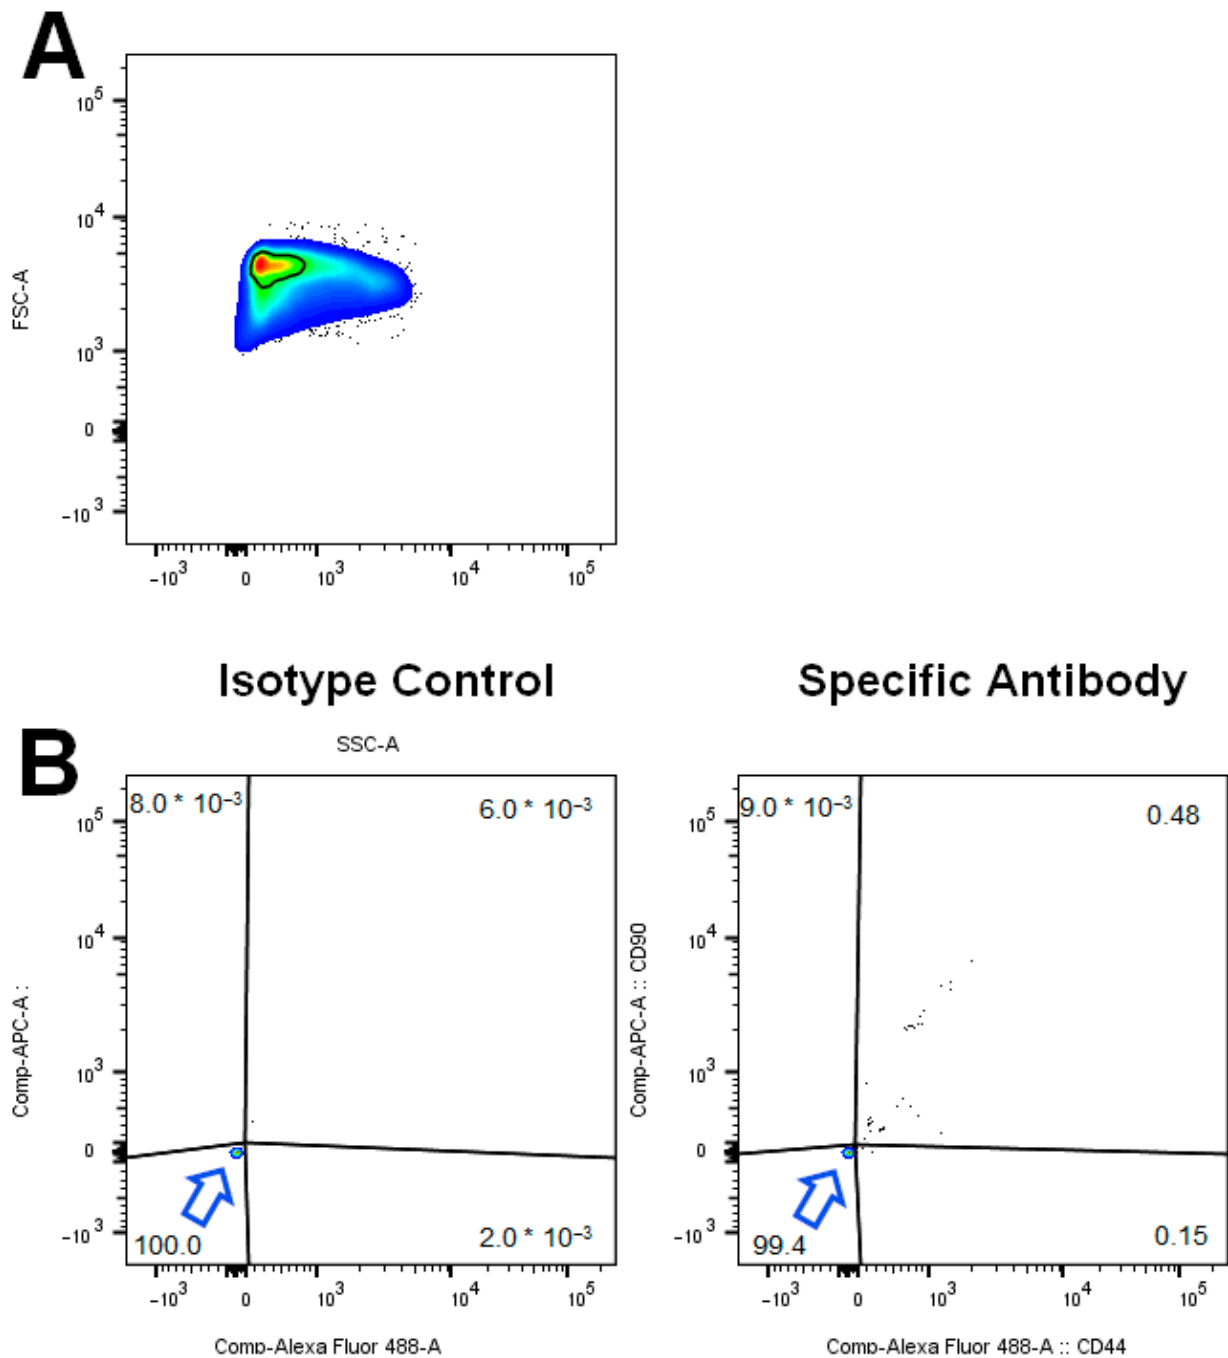 A
10^5
10^4
FSC-A
10^3
0
-10^3
-10^3 0 10^3 10^4 10^5
Isotype Control Specific Antibody
B
SSC-A
8.0 * 10^-3 6.0 * 10^-3
10^5
10^4
Comp-APC-A ::
10^3
0
-10^3
100.0 2.0 * 10^-3
-10^3 0 10^3 10^4 10^5
Comp-Alexa Fluor 488-A
9.0 * 10^-3 0.48
10^5
10^4
Comp-APC-A :: CD90
10^3
0
-10^3
99.4 0.15
-10^3 0 10^3 10^4 10^5
Comp-Alexa Fluor 488-A :: CD44